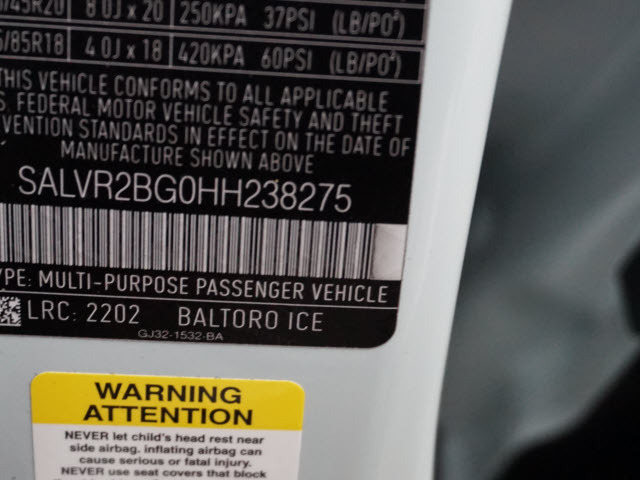 /45R20 8.0J x 20 250KPA 37PSI (LB/PO²)
/85R18 4.0J x 18 420KPA 60PSI (LB/PO²)
THIS VEHICLE CONFORMS TO ALL APPLICABLE
S. FEDERAL MOTOR VEHICLE SAFETY AND THEFT
VENTION STANDARDS IN EFFECT ON THE DATE OF
MANUFACTURE SHOWN ABOVE
SALVR2BG0HH238275
YPE: MULTI-PURPOSE PASSENGER VEHICLE
LRC: 2202 BALTORO ICE
GJ32-1532-BA
WARNING
ATTENTION
NEVER let child's head rest near
side airbag. inflating airbag can
cause serious or fatal injury.
NEVER use seat covers that block